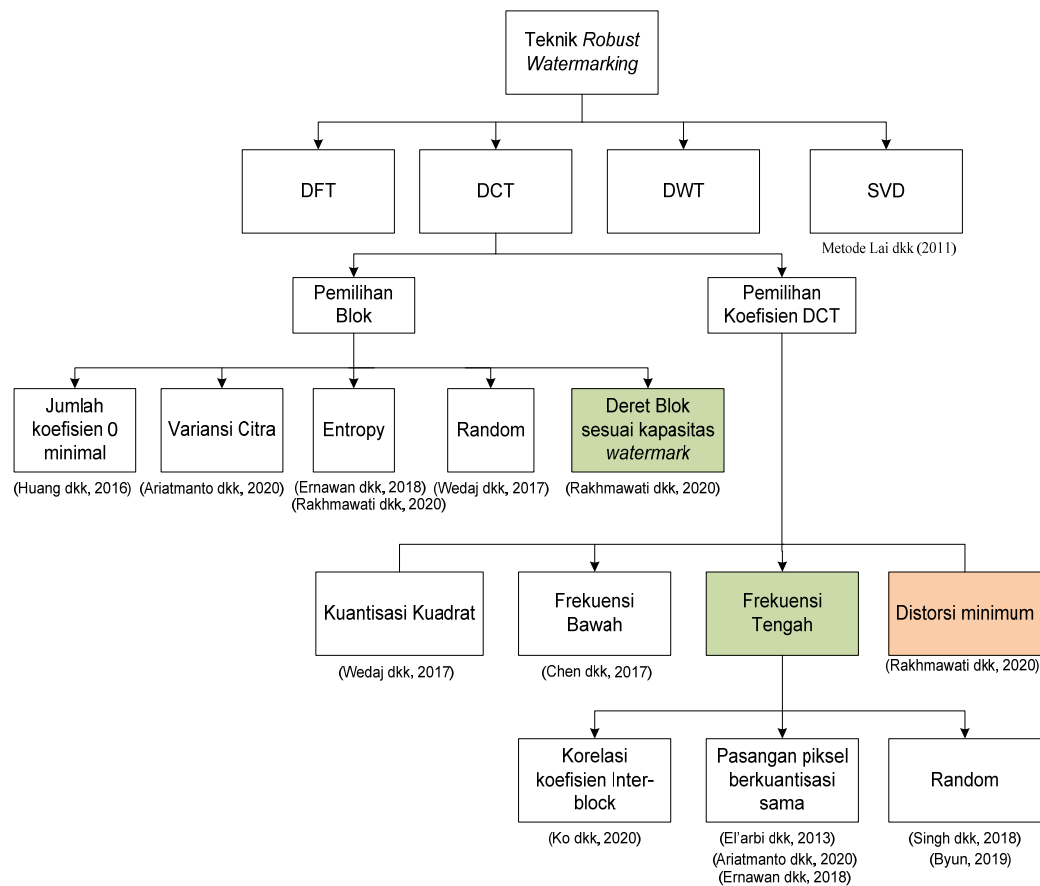 Teknik Robust
Watermarking
DFT
DCT
DWT
SVD
Metode Lai dkk (2011)
Pemilihan
Blok
Pemilihan
Koefisien DCT
Jumlah
koefisien 0
minimal
Variansi Citra
Entropy
Random
Deret Blok
sesuai kapasitas
watermark
(Huang dkk, 2016)
(Ariatmanto dkk, 2020)
(Ernawan dkk, 2018)
(Rakhmawati dkk, 2020)
(Wedaj dkk, 2017)
(Rakhmawati dkk, 2020)
Kuantisasi Kuadrat
Frekuensi
Bawah
Frekuensi
Tengah
Distorsi minimum
(Wedaj dkk, 2017)
(Chen dkk, 2017)
(Rakhmawati dkk, 2020)
Korelasi
koefisien Inter-
block
Pasangan piksel
berkuantisasi
sama
Random
(Ko dkk, 2020)
(El'arbi dkk, 2013)
(Ariatmanto dkk, 2020)
(Ernawan dkk, 2018)
(Singh dkk, 2018)
(Byun, 2019)